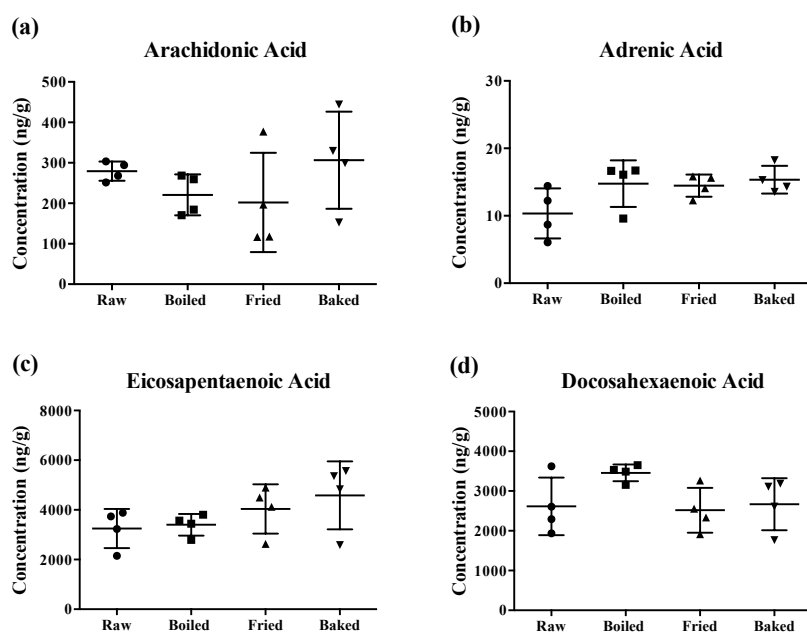 (a)
Arachidonic Acid
Concentration (ng/g)
500
400
300
200
100
0
Raw Boiled Fried Baked
(b)
Adrenic Acid
Concentration (ng/g)
30
20
10
0
Raw Boiled Fried Baked
(c)
Eicosapentaenoic Acid
Concentration (ng/g)
8000
6000
4000
2000
0
Raw Boiled Fried Baked
(d)
Docosahexaenoic Acid
Concentration (ng/g)
5000
4000
3000
2000
1000
0
Raw Boiled Fried Baked